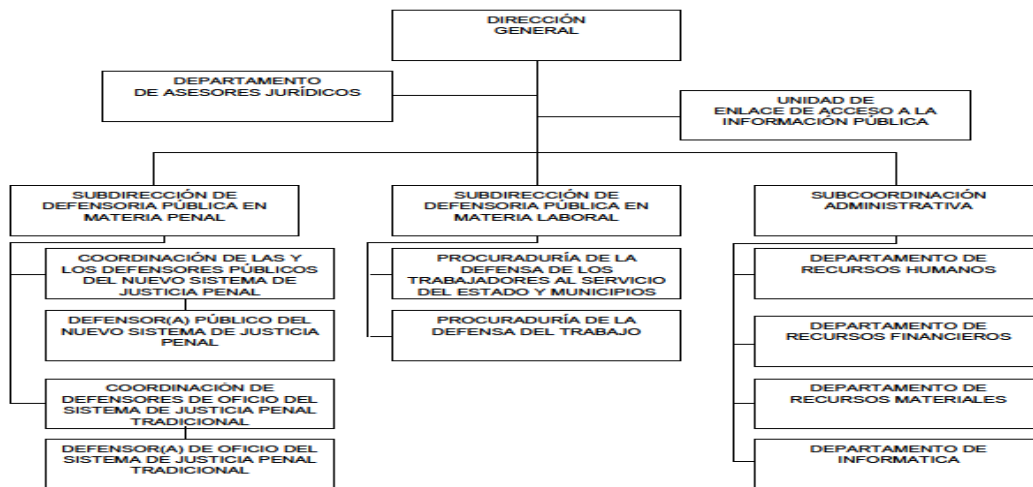 DIRECCIÓN
GENERAL
DEPARTAMENTO
DE ASESORES JURÍDICOS
UNIDAD DE
ENLACE DE ACCESO A LA
INFORMACIÓN PÚBLICA
SUBDIRECCIÓN DE
DEFENSORIA PÚBLICA EN
MATERIA PENAL
COORDINACIÓN DE LAS Y
LOS DEFENSORES PÚBLICOS
DEL NUEVO SISTEMA DE
JUSTICIA PENAL
DEFENSOR(A) PÚBLICO DEL
NUEVO SISTEMA DE JUSTICIA
PENAL
COORDINACIÓN DE
DEFENSORES DE OFICIO DEL
SISTEMA DE JUSTICIA PENAL
TRADICIONAL
DEFENSOR(A) DE OFICIO DEL
SISTEMA DE JUSTICIA PENAL
TRADICIONAL
SUBDIRECCIÓN DE
DEFENSORIA PÚBLICA EN
MATERIA LABORAL
PROCURADURÍA DE LA
DEFENSA DE LOS
TRABAJADORES AL SERVICIO
DEL ESTADO Y MUNICIPIOS
PROCURADURÍA DE LA
DEFENSA DEL TRABAJO
SUBCOORDINACIÓN
ADMINISTRATIVA
DEPARTAMENTO DE
RECURSOS HUMANOS
DEPARTAMENTO DE
RECURSOS FINANCIEROS
DEPARTAMENTO DE
RECURSOS MATERIALES
DEPARTAMENTO DE
INFORMATICA